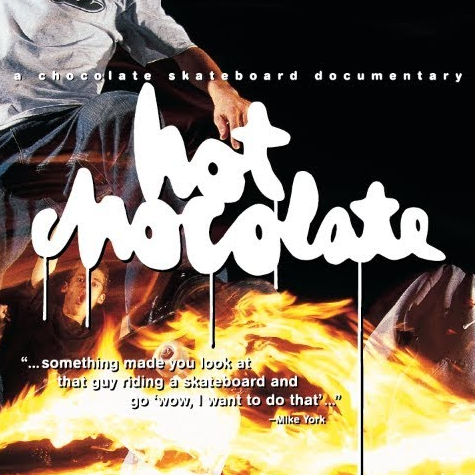 a chocolate skateboard documentary
hot
chocolate
“...something made you look at
that guy riding a skateboard and
go ‘wow, I want to do that’...”
–Mike York